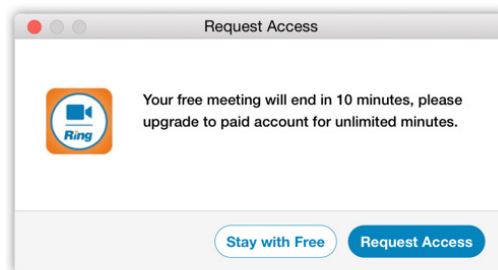 Request Access
Your free meeting will end in 10 minutes, please
upgrade to paid account for unlimited minutes.
Ring
Stay with Free
Request Access